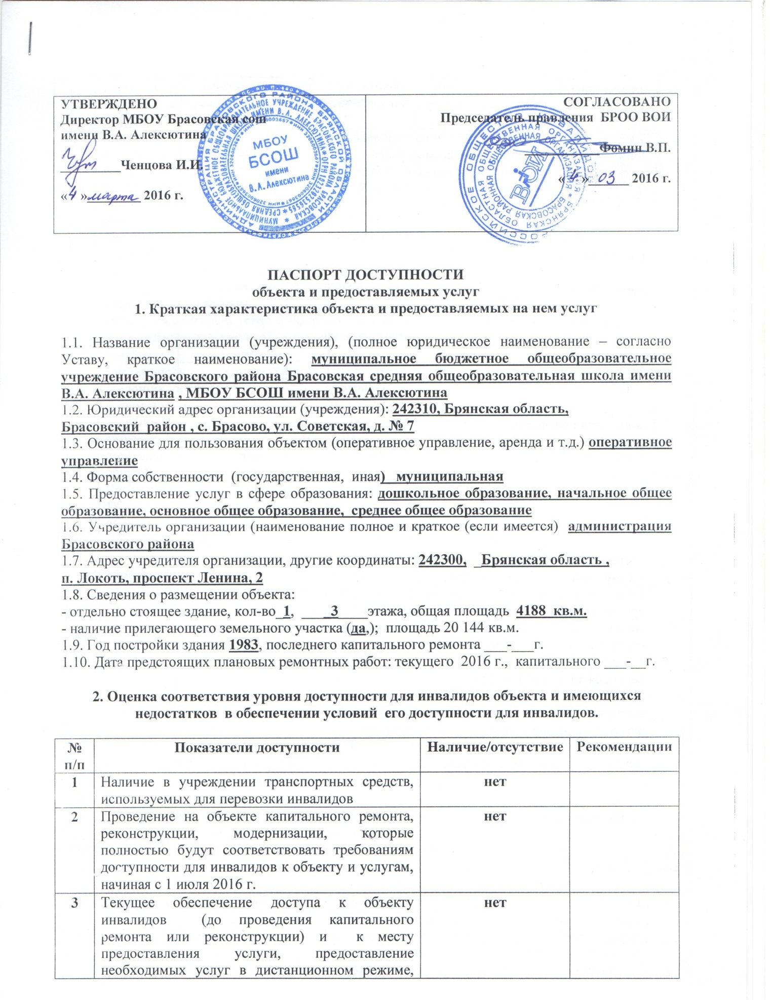 УТВЕРЖДЕНО
Директор МБОУ Брасовская сош
имени В.А. Алексютина
Ченцова И.И.
«4 »марта 2016 г.
МБОУ
БСОШ
имени
В.А.Алексютина
СОГЛАСОВАНО
Председатель правления БРОО ВОИ
Фомин В.П.
« 4 » 03 2016 г.
ВОИ
ПАСПОРТ ДОСТУПНОСТИ
объекта и предоставляемых услуг
1. Краткая характеристика объекта и предоставляемых на нем услуг
1.1. Название организации (учреждения), (полное юридическое наименование – согласно
Уставу, краткое наименование): муниципальное бюджетное общеобразовательное
учреждение Брасовского района Брасовская средняя общеобразовательная школа имени
В.А. Алексютина , МБОУ БСОШ имени В.А. Алексютина
1.2. Юридический адрес организации (учреждения): 242310, Брянская область,
Брасовский район , с. Брасово, ул. Советская, д. № 7
1.3. Основание для пользования объектом (оперативное управление, аренда и т.д.) оперативное
управление
1.4. Форма собственности (государственная, иная) муниципальная
1.5. Предоставление услуг в сфере образования: дошкольное образование, начальное общее
образование, основное общее образование, среднее общее образование
1.6. Учредитель организации (наименование полное и краткое (если имеется) администрация
Брасовского района
1.7. Адрес учредителя организации, другие координаты: 242300, _Брянская область ,
п. Локоть, проспект Ленина, 2
1.8. Сведения о размещении объекта:
- отдельно стоящее здание, кол-во_1, ____3____этажа, общая площадь 4188 кв.м.
- наличие прилегающего земельного участка (да,); площадь 20 144 кв.м.
1.9. Год постройки здания 1983, последнего капитального ремонта ___-___г.
1.10. Дата предстоящих плановых ремонтных работ: текущего 2016 г., капитального ___-__г.
2. Оценка соответствия уровня доступности для инвалидов объекта и имеющихся
недостатков в обеспечении условий его доступности для инвалидов.
№ п/п Показатели доступности Наличие/отсутствие Рекомендации
1 Наличие в учреждении транспортных средств, нет
используемых для перевозки инвалидов
2 Проведение на объекте капитального ремонта, нет
реконструкции, модернизации, которые
полностью будут соответствовать требованиям
доступности для инвалидов к объекту и услугам,
начиная с 1 июля 2016 г.
3 Текущее обеспечение доступа к объекту нет
инвалидов (до проведения капитального
ремонта или реконструкции) и к месту
предоставления услуги, предоставление
необходимых услуг в дистанционном режиме,